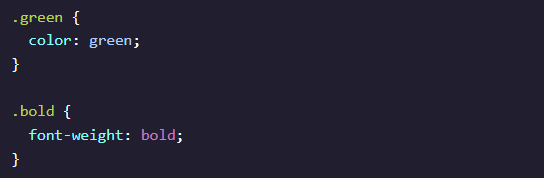 .green {
  color: green;
}

.bold {
  font-weight: bold;
}